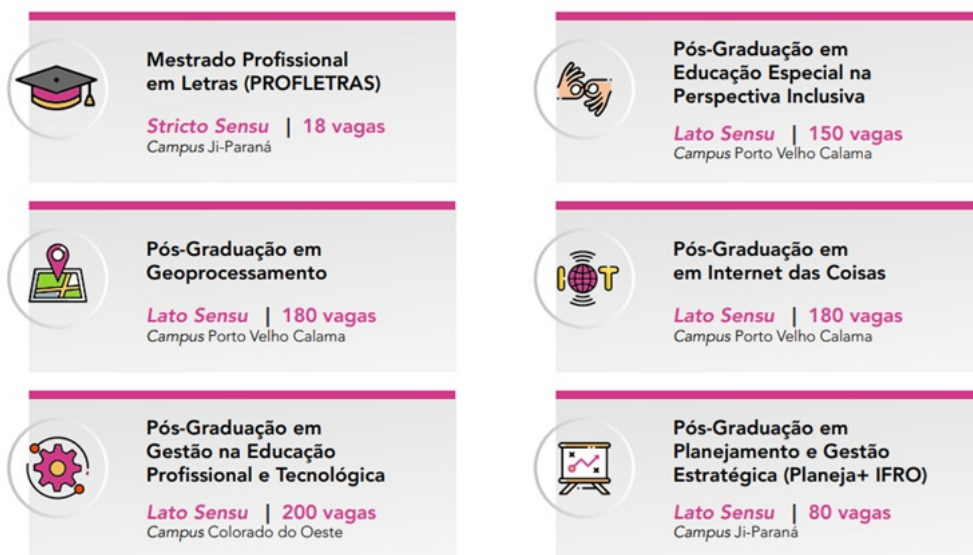 Mestrado Profissional
em Letras (PROFLETRAS)
Stricto Sensu | 18 vagas
Campus Ji-Paraná
Pós-Graduação em
Educação Especial na
Perspectiva Inclusiva
Lato Sensu | 150 vagas
Campus Porto Velho Calama
Pós-Graduação em
Geoprocessamento
Lato Sensu | 180 vagas
Campus Porto Velho Calama
IOT
Pós-Graduação em
em Internet das Coisas
Lato Sensu | 180 vagas
Campus Porto Velho Calama
Pós-Graduação em
Gestão na Educação
Profissional e Tecnológica
Lato Sensu | 200 vagas
Campus Colorado do Oeste
Pós-Graduação em
Planejamento e Gestão
Estratégica (Planeja+ IFRO)
Lato Sensu | 80 vagas
Campus Ji-Paraná